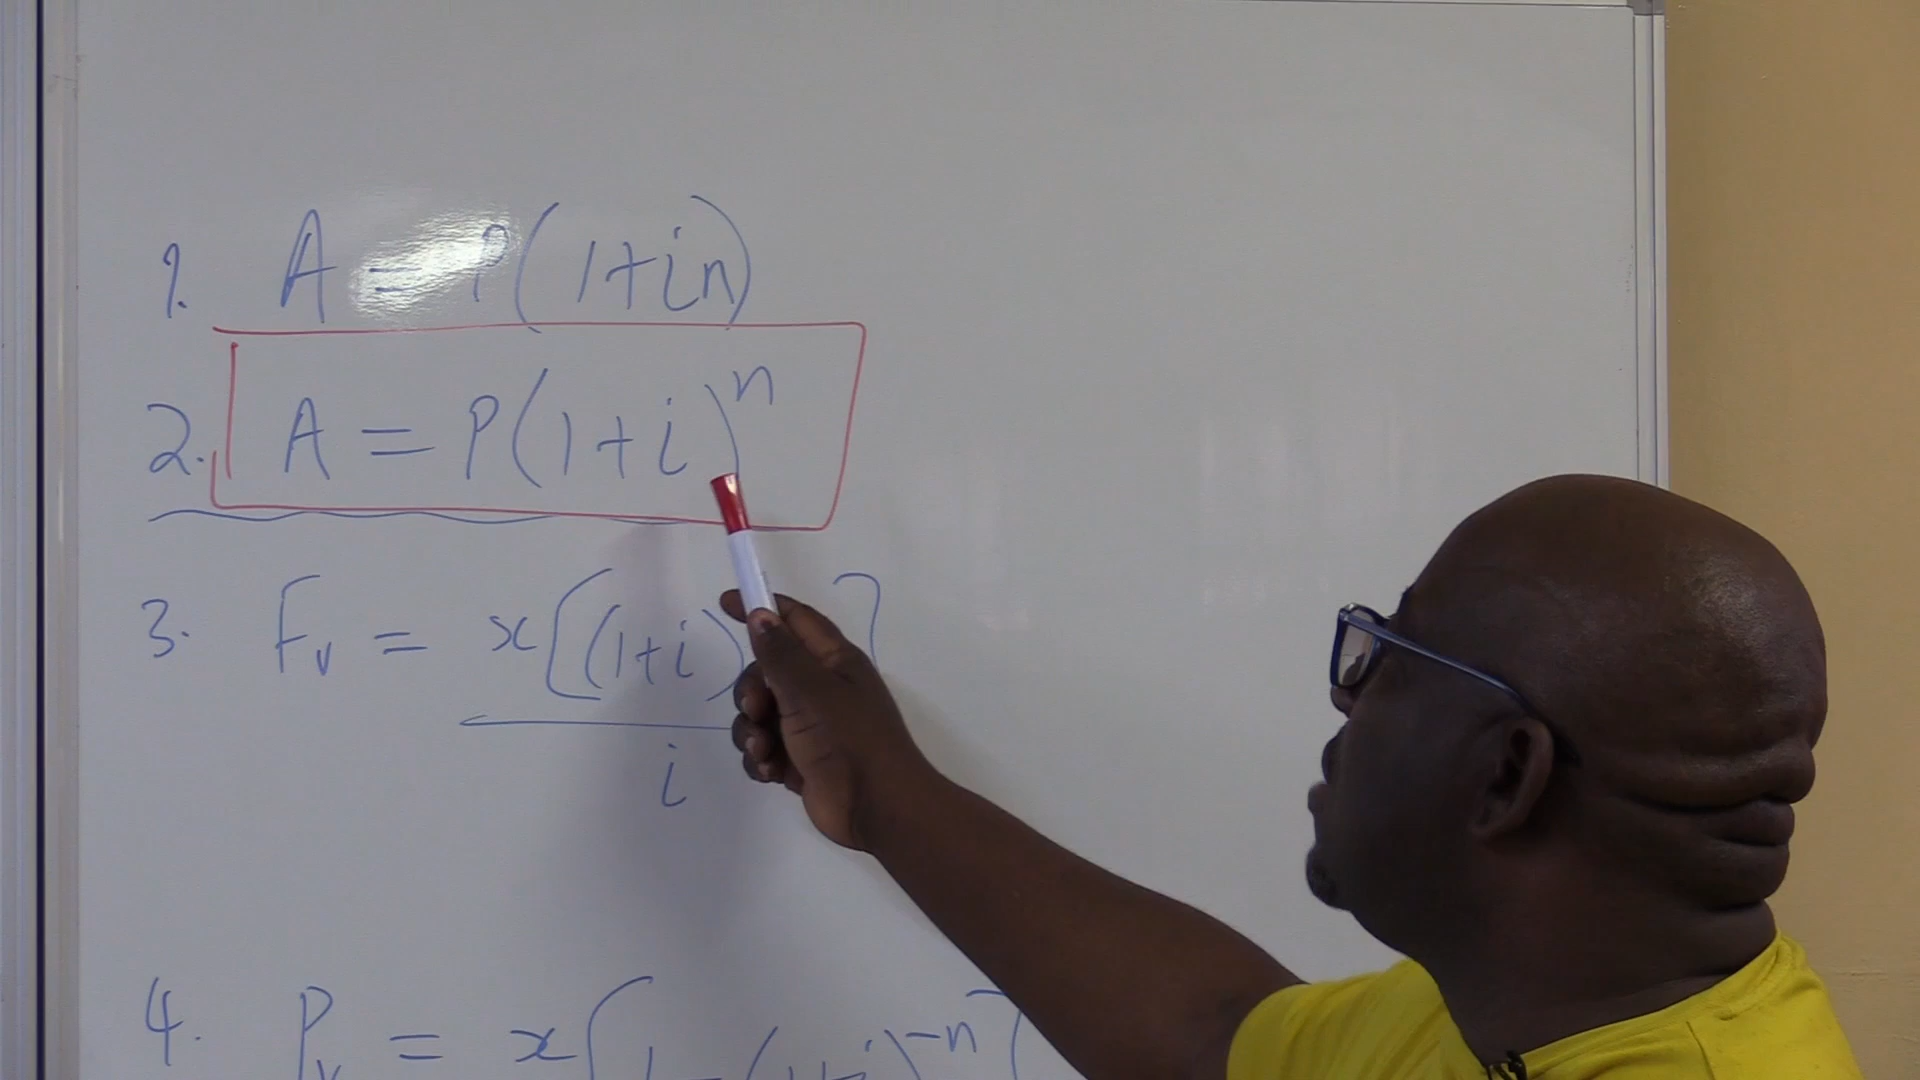 1. A = P(1+in)
2. A = P(1+i)^n
3. Fv = x[(1+i) ]
i
4. Pv = x[1-(1+i)^-n]